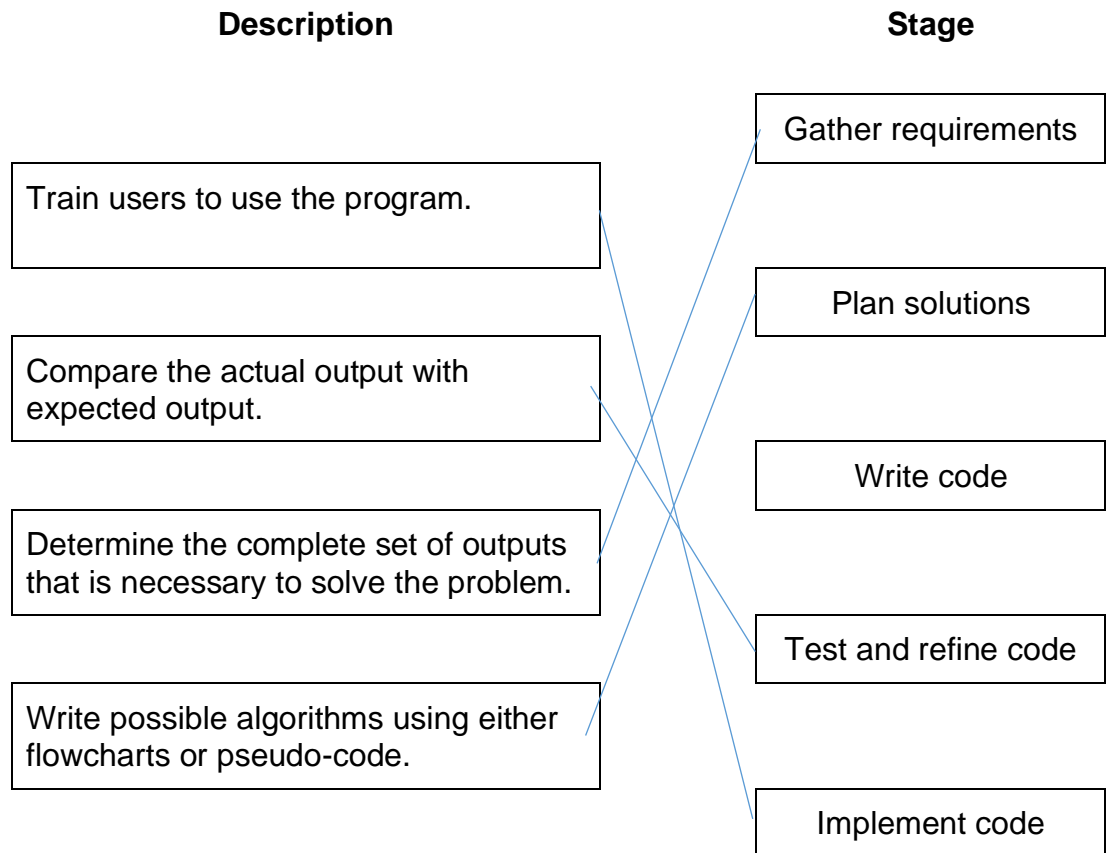 Description
Stage
Gather requirements
Train users to use the program.
Plan solutions
Compare the actual output with
expected output.
Write code
Determine the complete set of outputs
that is necessary to solve the problem.
Test and refine code
Write possible algorithms using either
flowcharts or pseudo-code.
Implement code